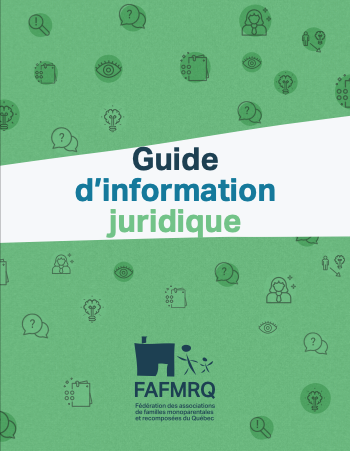 Guide
d'information
juridique
FAFMRQ
Fédération des associations
de familles monoparentales
et recomposées du Québec